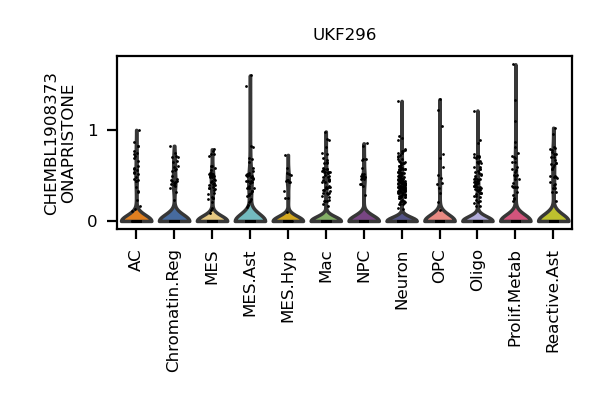 UKF296
CHEMBL1908373
ONAPRISTONE
1
0
AC
Chromatin.Reg
MES
MES.Ast
MES.Hyp
Mac
NPC
Neuron
OPC
Oligo
Prolif.Metab
Reactive.Ast